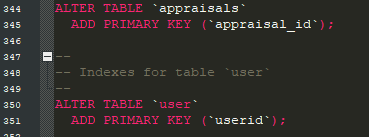 344 ALTER TABLE `appraisals`
345 ADD PRIMARY KEY (`appraisal_id`);
346
347 --
348 -- Indexes for table `user`
349 --
350 ALTER TABLE `user`
351 ADD PRIMARY KEY (`userid`);
352